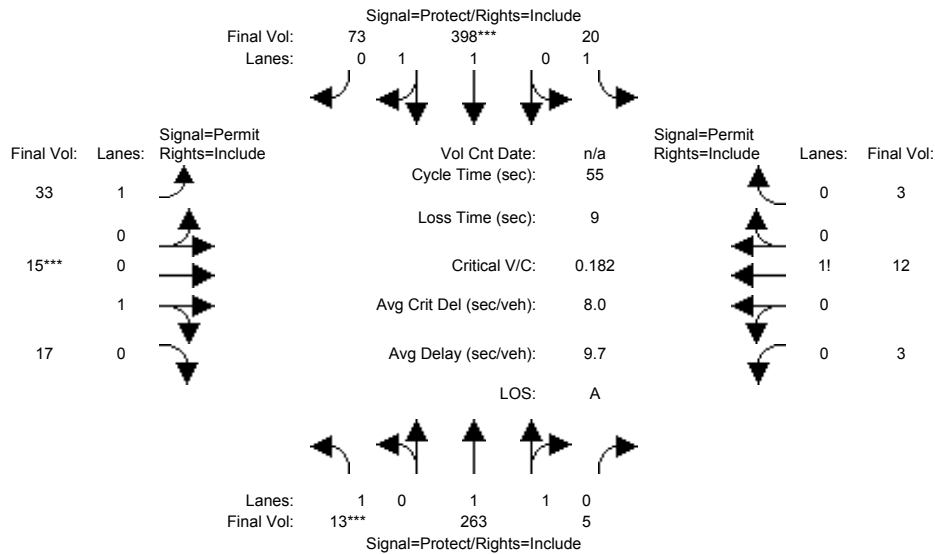 Signal=Protect/Rights=Include
Final Vol: 73 398*** 20
Lanes: 0 1 1 0 1
Signal=Permit Signal=Permit
Final Vol: Lanes: Rights=Include Vol Cnt Date: n/a Rights=Include Lanes: Final Vol:
Cycle Time (sec): 55
33 1 0 3
Loss Time (sec): 9
0 0
15*** 0 Critical V/C: 0.182 1! 12
1 Avg Crit Del (sec/veh): 8.0 0
17 0 Avg Delay (sec/veh): 9.7 0 3
LOS: A
Lanes: 1 0 1 1 0
Final Vol: 13*** 263 5
Signal=Protect/Rights=Include